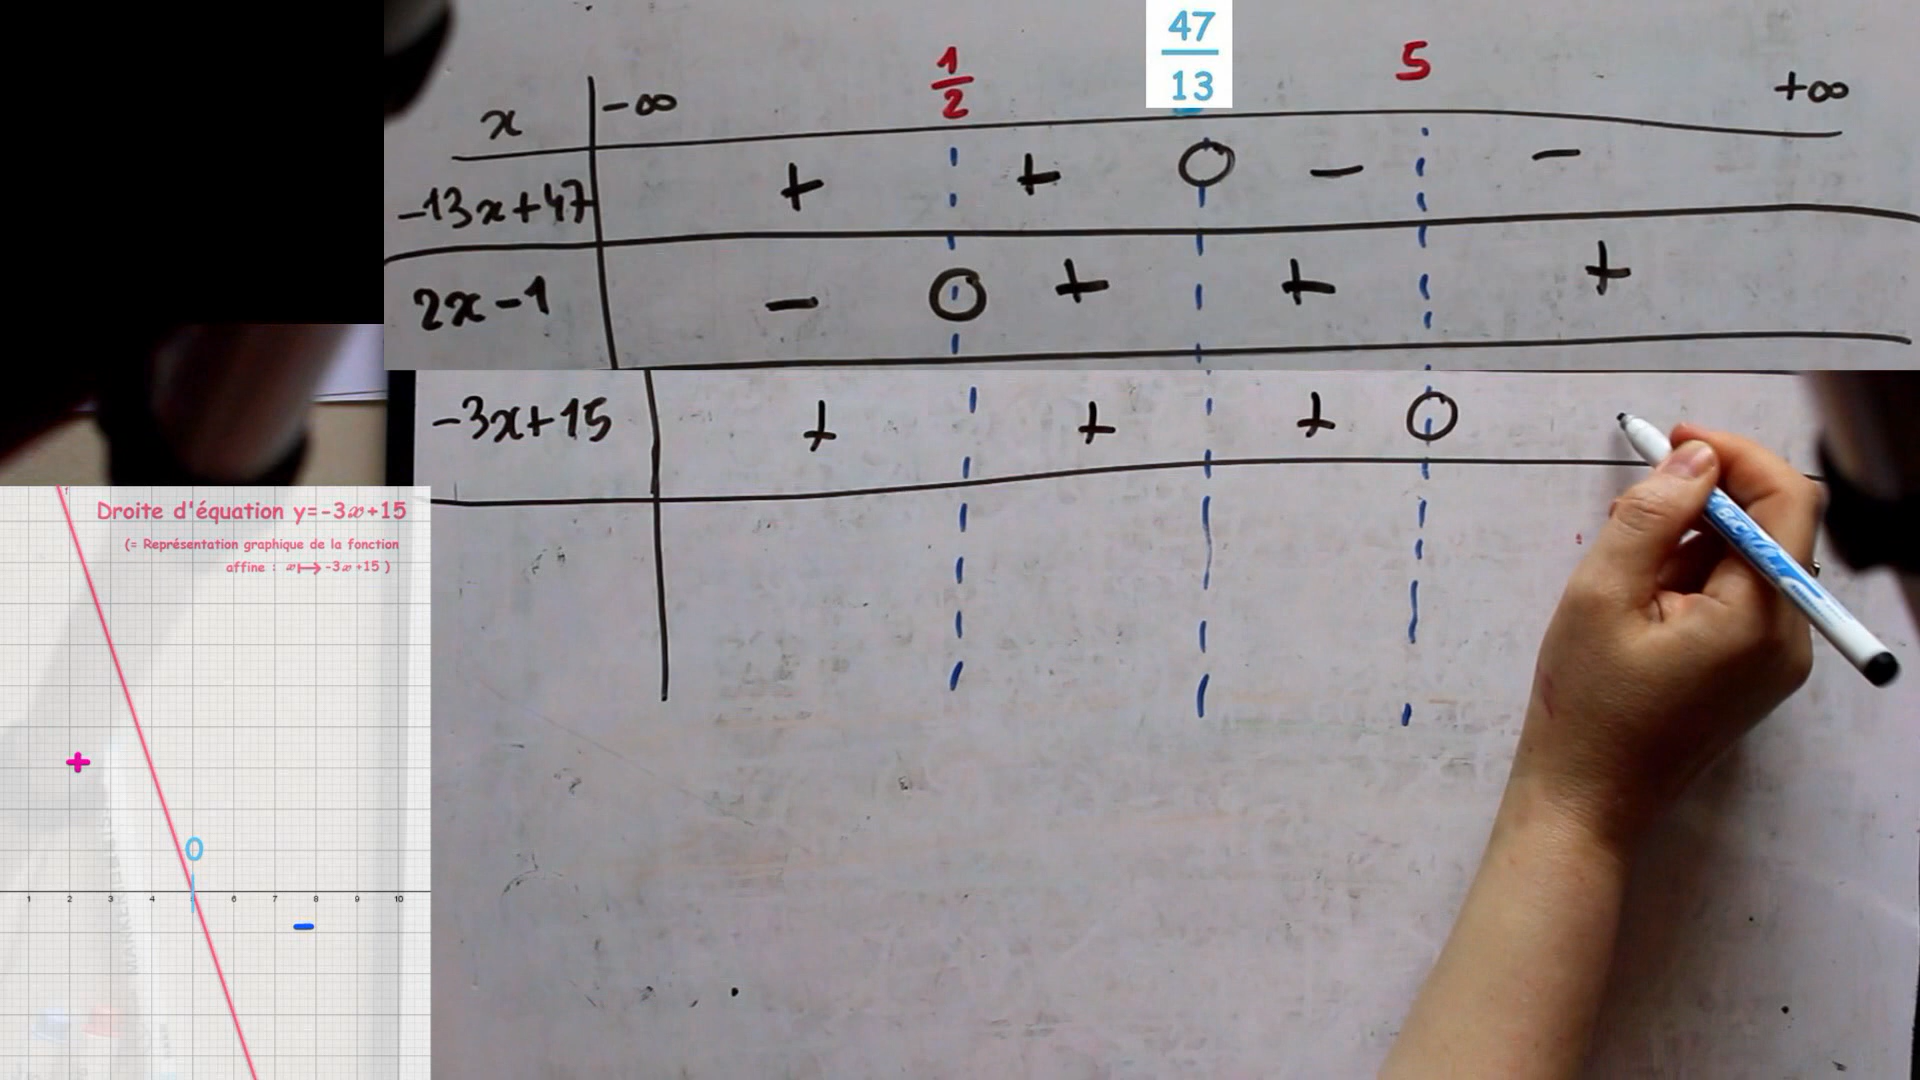 x -∞ 1/2 47/13 5 +∞
-13x+47 + + 0 - -
2x-1 - 0 + + +
-3x+15 + + + 0
Droite d'équation y=-3x+15
(= Représentation graphique de la fonction
affine : x↦-3x+15 )
+
0
1 2 3 4 5 6 7 8 9 10
-